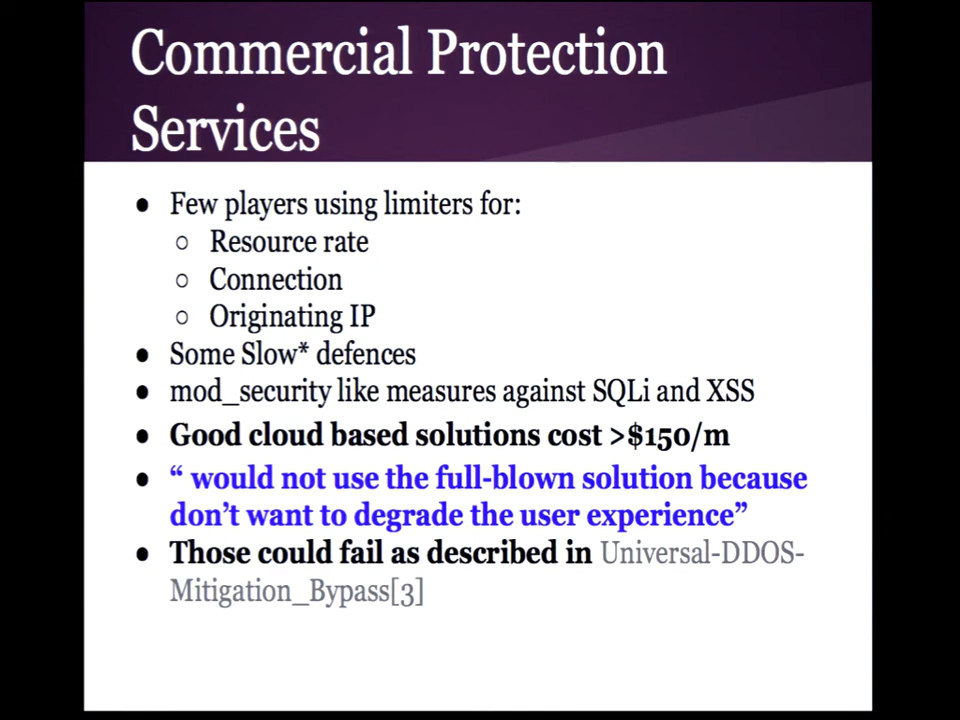 Commercial Protection
Services
● Few players using limiters for:
○ Resource rate
○ Connection
○ Originating IP
● Some Slow* defences
● mod_security like measures against SQLi and XSS
● Good cloud based solutions cost >$150/m
● “ would not use the full-blown solution because
don’t want to degrade the user experience”
● Those could fail as described in Universal-DDOS-
Mitigation_Bypass[3]